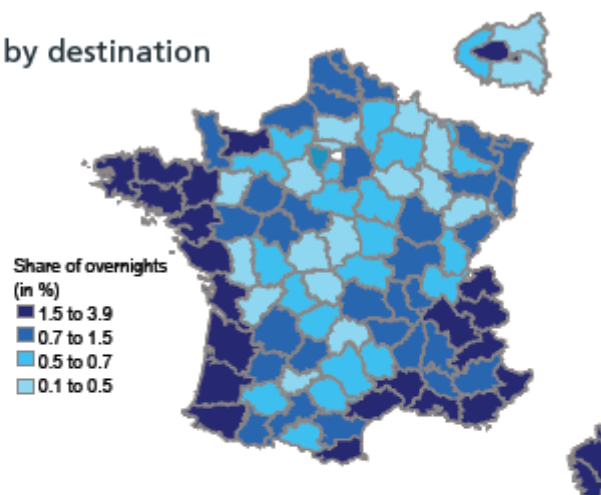 by destination
Share of overnights
(in %)
1.5 to 3.9
0.7 to 1.5
0.5 to 0.7
0.1 to 0.5